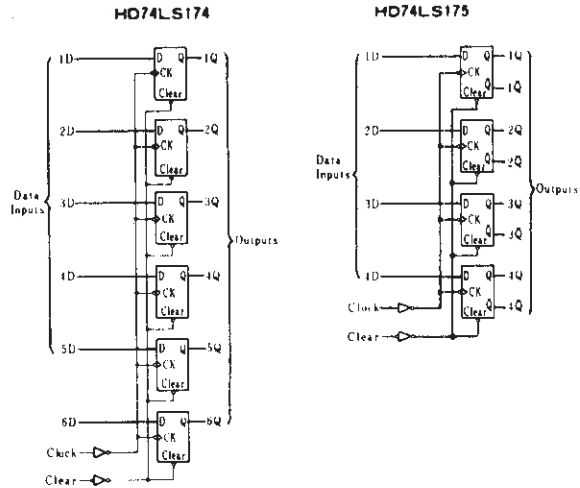 HD74LS174
1D
D Q
1Q
CK
Clear
2D
D Q
2Q
CK
Clear
Data
Inputs
3D
D Q
3Q
CK
Clear
Outputs
4D
D Q
4Q
CK
Clear
5D
D Q
5Q
CK
Clear
6D
D Q
6Q
CK
Clear
Clock
Clear
HD74LS175
1D
D Q
1Q
CK
Q̄
1Q̄
Clear
2D
D Q
2Q
CK
Q̄
2Q̄
Clear
Data
Inputs
Outputs
3D
D Q
3Q
CK
Q̄
3Q̄
Clear
4D
D Q
4Q
CK
Q̄
4Q̄
Clear
Clock
Clear